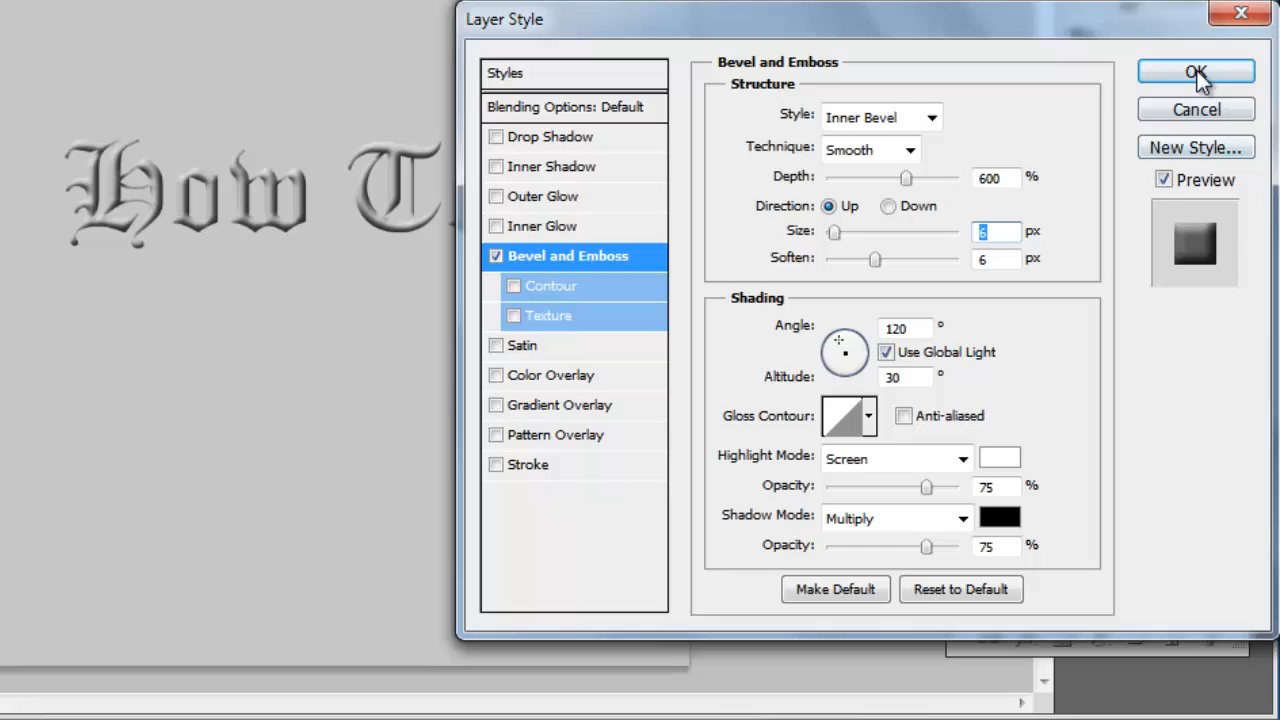 Layer Style
Styles
Blending Options: Default
Drop Shadow
Inner Shadow
Outer Glow
Inner Glow
Bevel and Emboss
Contour
Texture
Satin
Color Overlay
Gradient Overlay
Pattern Overlay
Stroke
Bevel and Emboss
Structure
Style: Inner Bevel
Technique: Smooth
Depth: 600 %
Direction: Up Down
Size: 6 px
Soften: 6 px
Shading
Angle: 120 °
Use Global Light
Altitude: 30 °
Gloss Contour: Anti-aliased
Highlight Mode: Screen
Opacity: 75 %
Shadow Mode: Multiply
Opacity: 75 %
Make Default Reset to Default
OK
Cancel
New Style...
Preview
How T